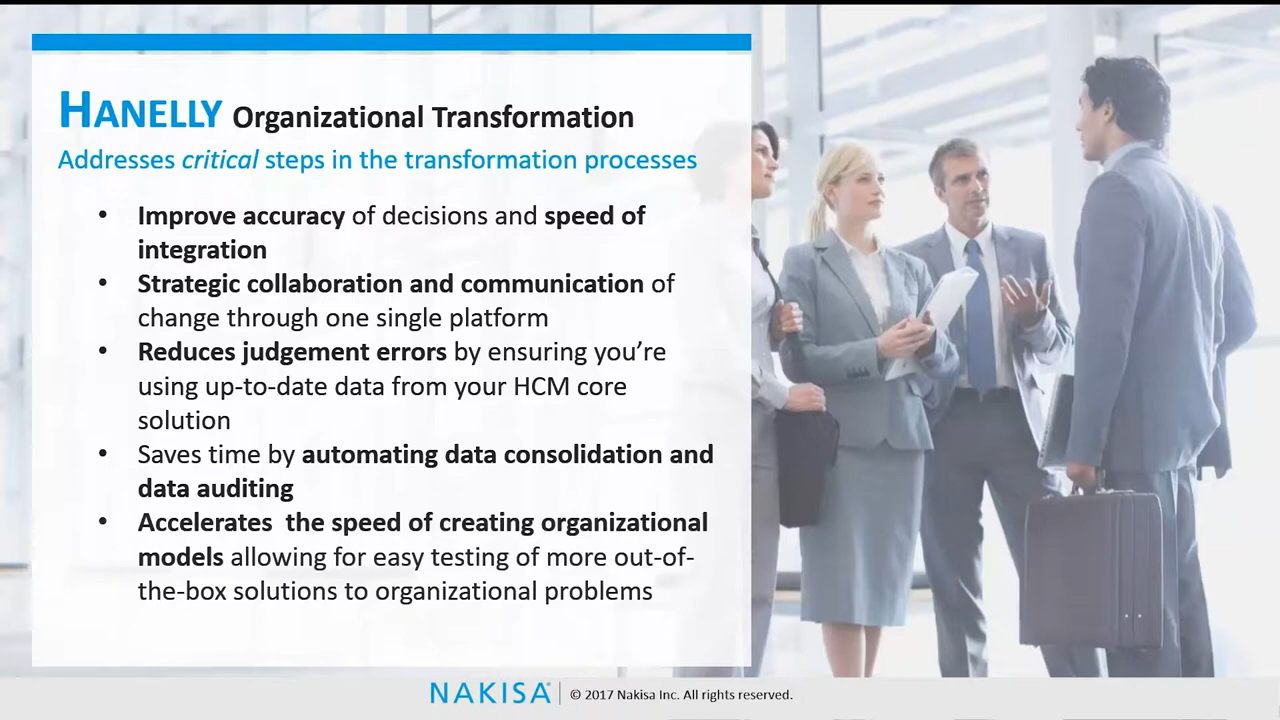 HANELLY Organizational Transformation
Addresses critical steps in the transformation processes
• Improve accuracy of decisions and speed of
integration
• Strategic collaboration and communication of
change through one single platform
• Reduces judgement errors by ensuring you’re
using up-to-date data from your HCM core
solution
• Saves time by automating data consolidation and
data auditing
• Accelerates  the speed of creating organizational
models allowing for easy testing of more out-of-
the-box solutions to organizational problems
NAKISA® | © 2017 Nakisa Inc. All rights reserved.